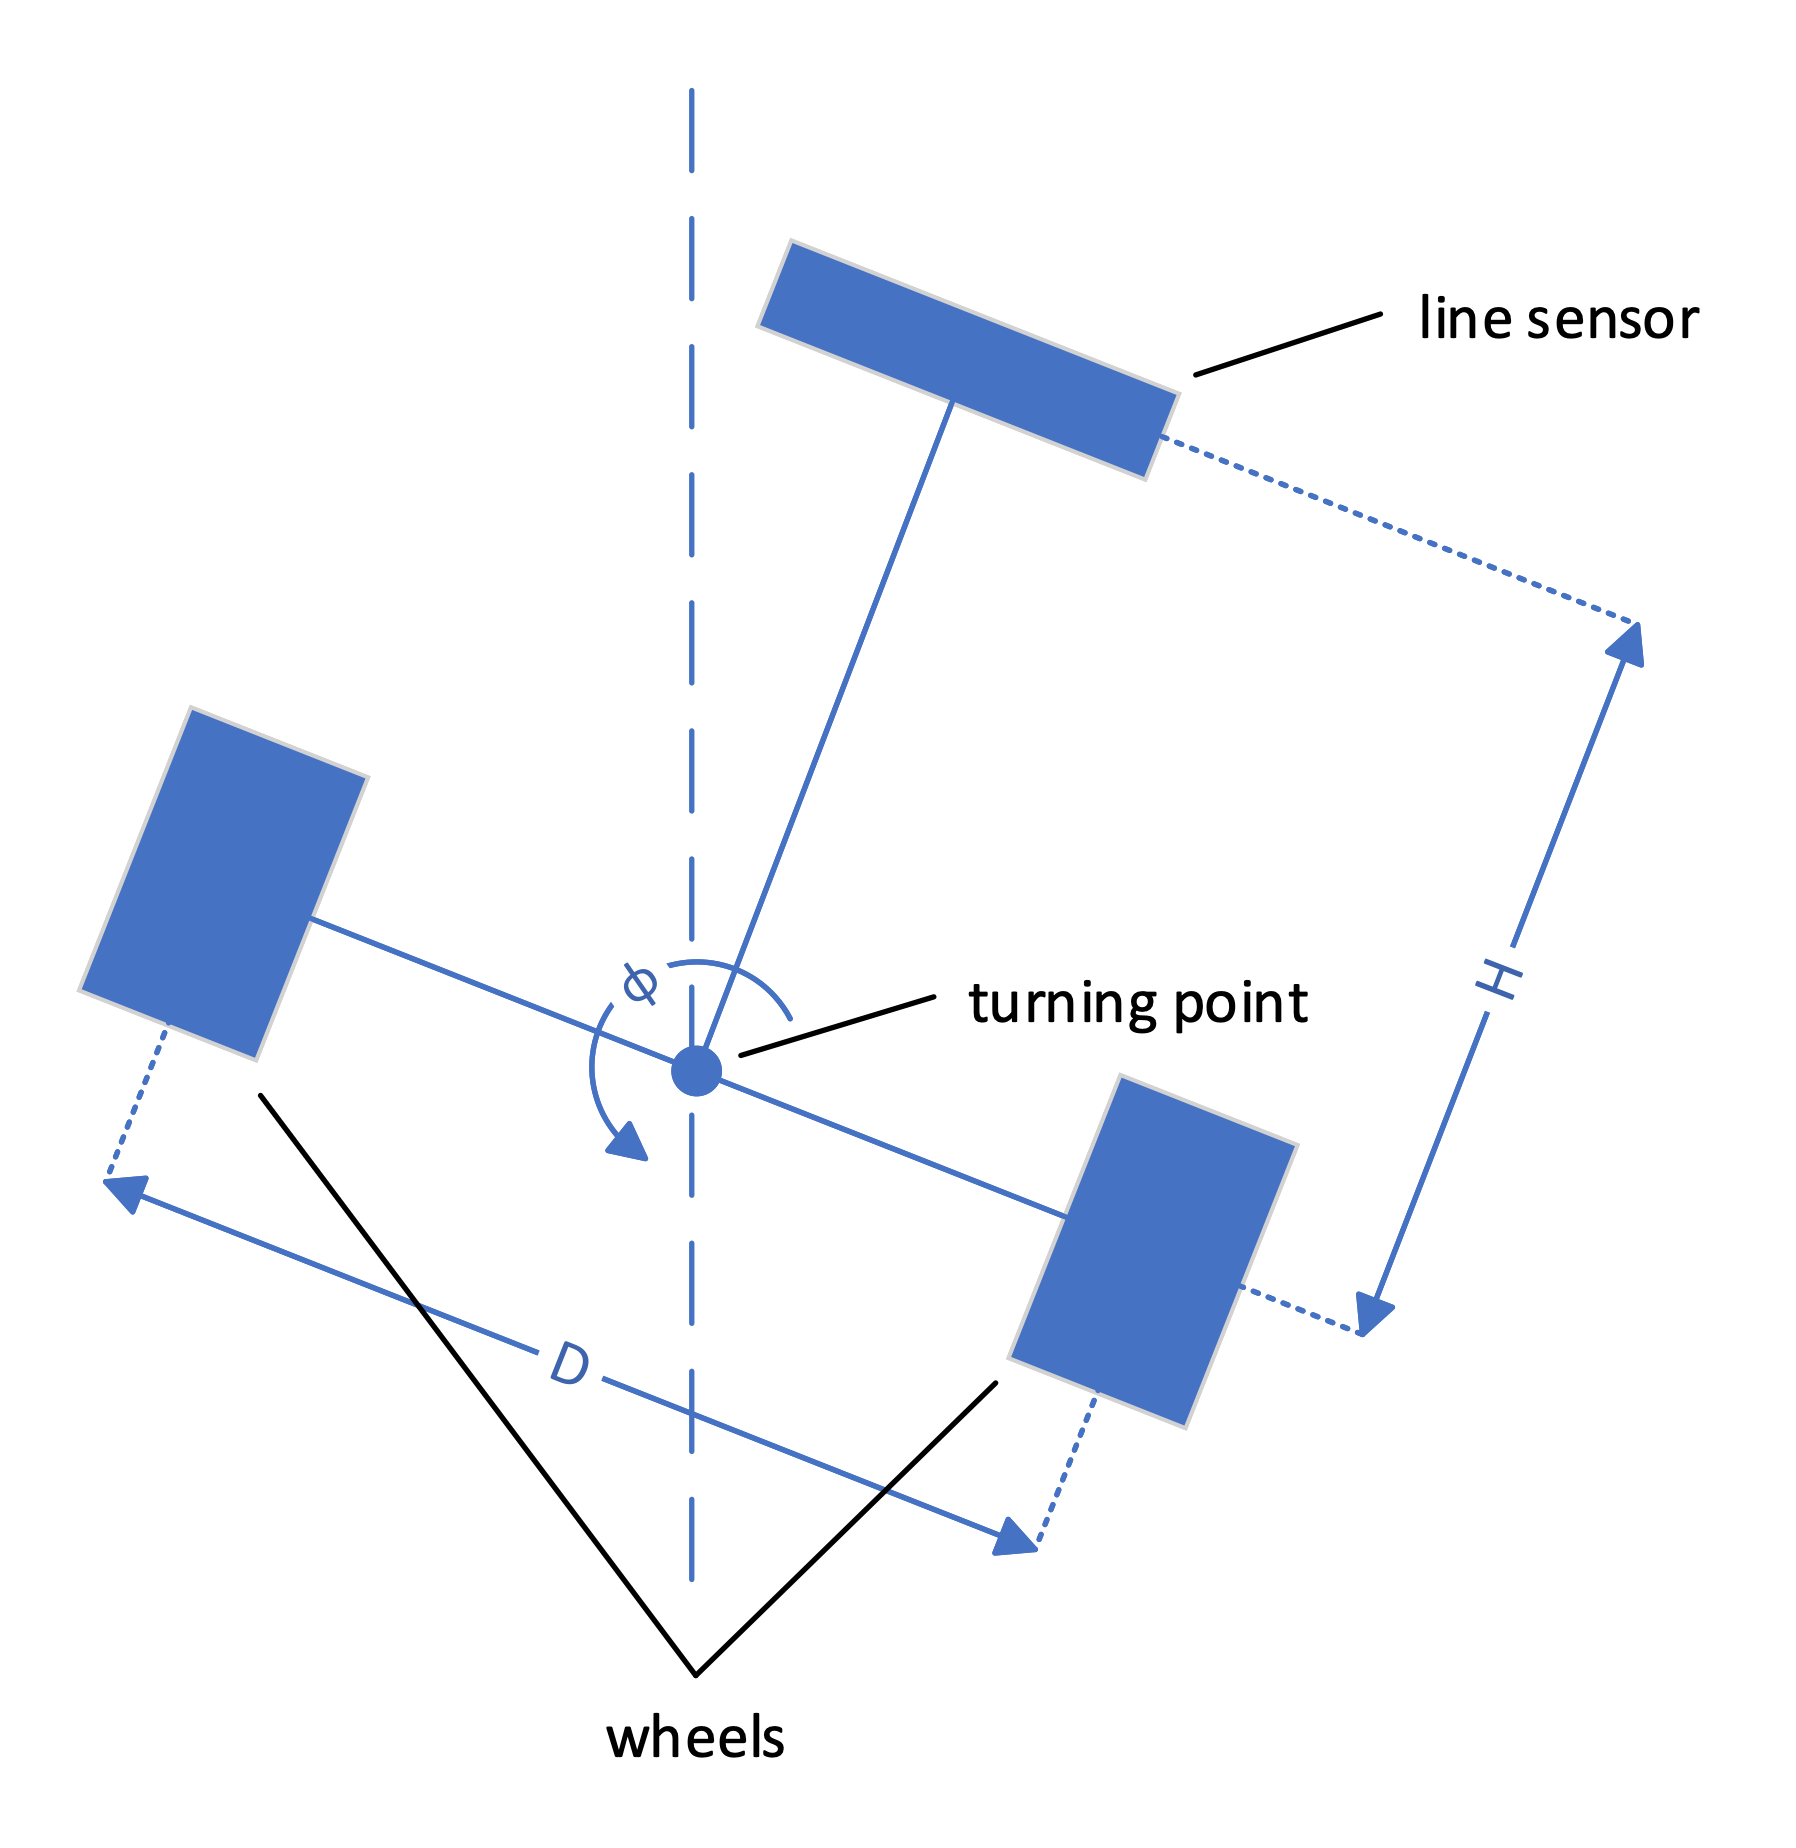 line sensor
H
ϕ
turning point
D
wheels